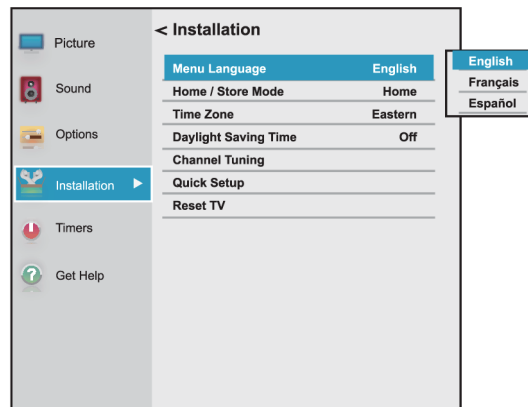 Picture
Sound
Options
Installation
Timers
Get Help
< Installation
Menu Language English
Home / Store Mode Home
Time Zone Eastern
Daylight Saving Time Off
Channel Tuning
Quick Setup
Reset TV
English
Français
Español